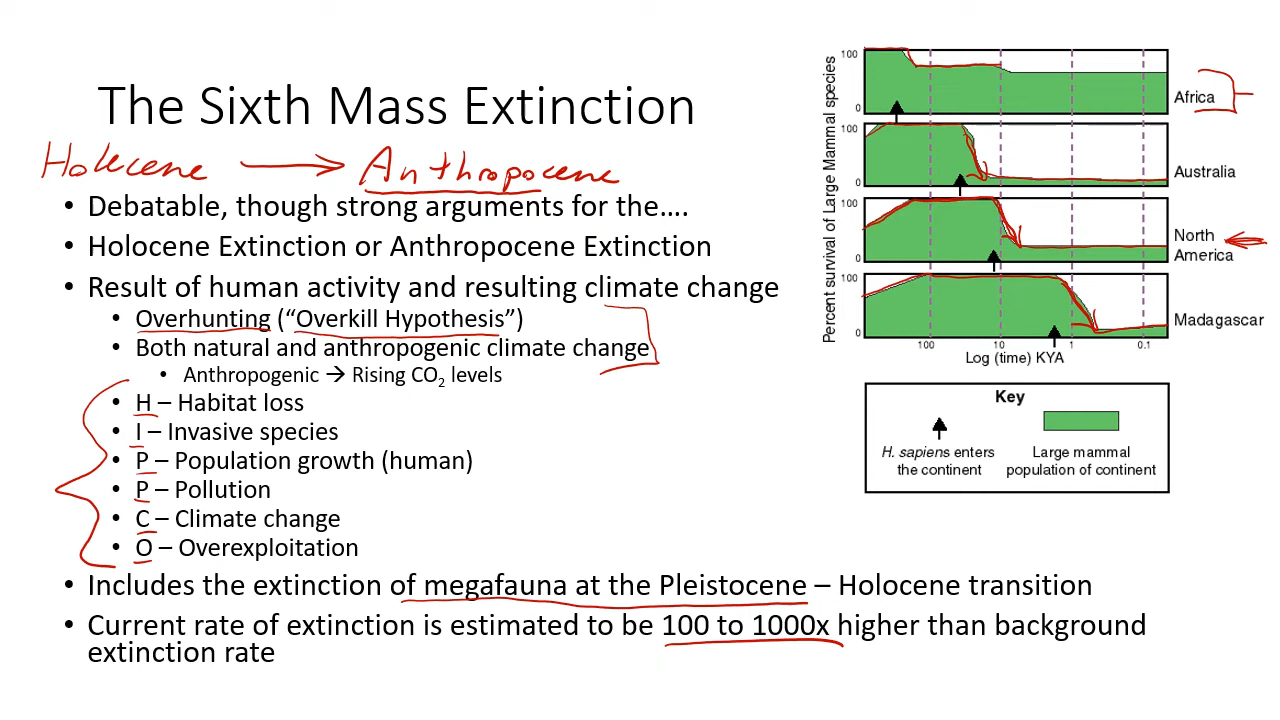 The Sixth Mass Extinction
Holecene → Anthropocene
• Debatable, though strong arguments for the....
• Holocene Extinction or Anthropocene Extinction
• Result of human activity and resulting climate change
• Overhunting (“Overkill Hypothesis”)
• Both natural and anthropogenic climate change
• Anthropogenic → Rising CO2 levels
• H – Habitat loss
• I – Invasive species
• P – Population growth (human)
• P – Pollution
• C – Climate change
• O – Overexploitation
• Includes the extinction of megafauna at the Pleistocene – Holocene transition
• Current rate of extinction is estimated to be 100 to 1000x higher than background
extinction rate
Percent survival of Large Mammal species
100
0
Africa
100
0
Australia
100
0
North
America
100
0
Madagascar
100 10 1 0.1
Log (time) KYA
Key
H. sapiens enters
the continent
Large mammal
population of continent